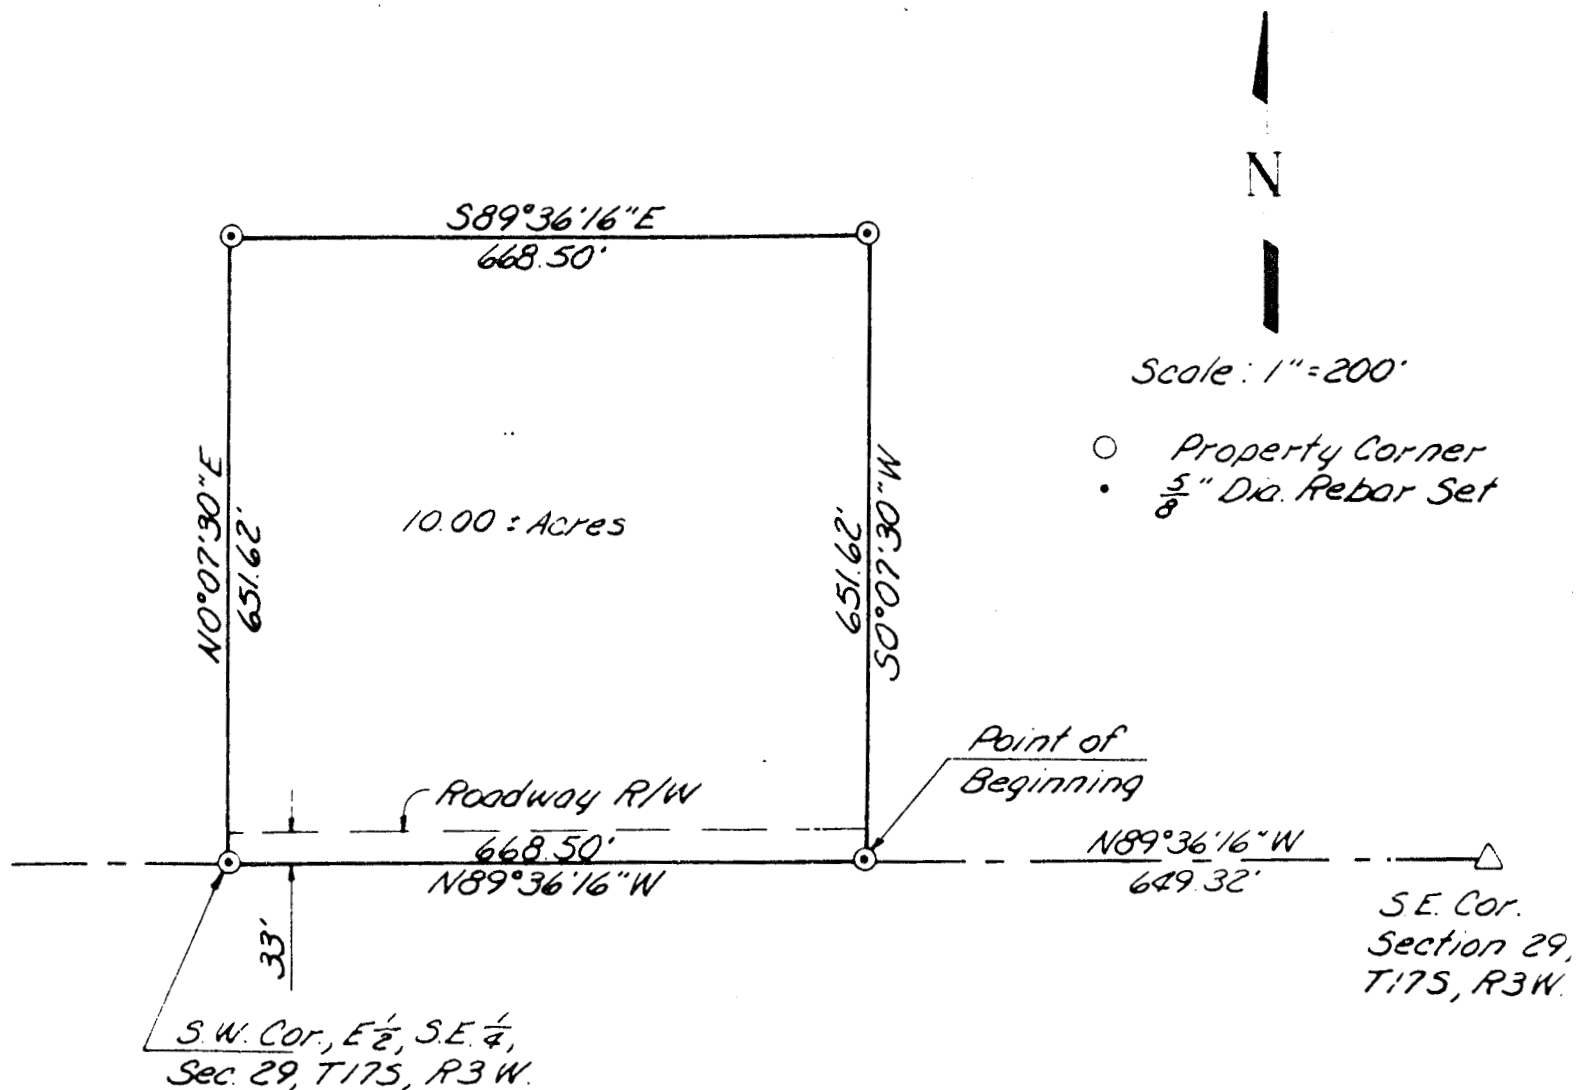 N
S89°36'16"E
668.50'
Scale: 1"=200'
Property Corner
5/8" Dia. Rebar Set
N0°07'30"E
651.62'
10.00 ± Acres
651.62'
S0°07'30"W
Point of
Beginning
Roadway R/W
668.50'
N89°36'16"W
N89°36'16"W
649.32'
S.E. Cor.
Section 29,
T17S, R3W.
33'
S.W. Cor., E 1/2, S.E. 1/4,
Sec. 29, T17S, R3W.